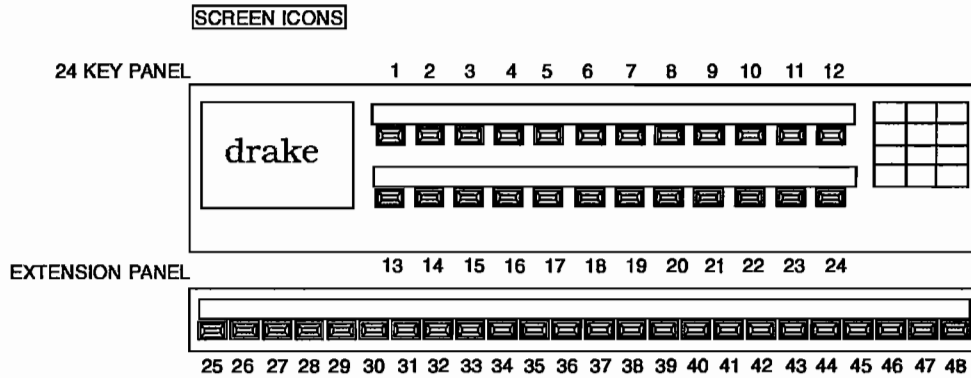 SCREEN ICONS
24 KEY PANEL
1 2 3 4 5 6 7 8 9 10 11 12
drake
13 14 15 16 17 18 19 20 21 22 23 24
EXTENSION PANEL
25 26 27 28 29 30 31 32 33 34 35 36 37 38 39 40 41 42 43 44 45 46 47 48